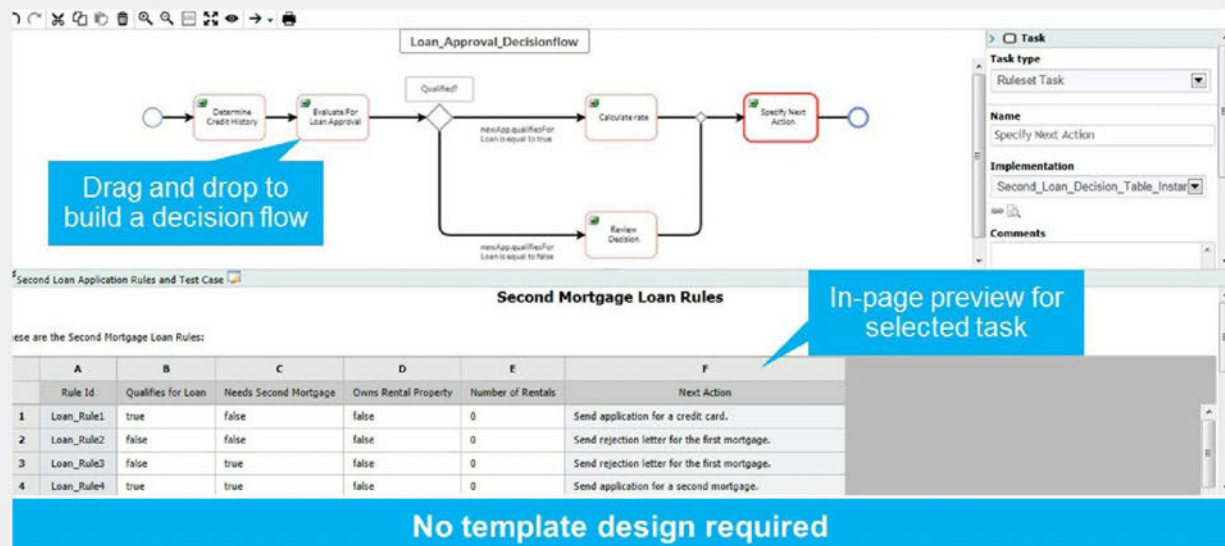 Loan_Approval_Decisionflow
Task
Task type
Ruleset Task
Name
Specify Next Action
Implementation
Second_Loan_Decision_Table_Instar
Comments
Determine
Credit History
Evaluate For
Loan Approval
Qualified?
newApp.qualifiesFor
Loan is equal to true
Calculate rate
Specify Next
Action
newApp.qualifiesFor
Loan is equal to false
Review
Decision
Drag and drop to
build a decision flow
Second Loan Application Rules and Test Case
Second Mortgage Loan Rules
In-page preview for
selected task
ese are the Second Mortgage Loan Rules:
A B C D E F
Rule Id Qualifies for Loan Needs Second Mortgage Owns Rental Property Number of Rentals Next Action
1 Loan_Rule1 true false false 0 Send application for a credit card.
2 Loan_Rule2 false false false 0 Send rejection letter for the first mortgage.
3 Loan_Rule3 false true false 0 Send rejection letter for the first mortgage.
4 Loan_Rule4 true true false 0 Send application for a second mortgage.
No template design required